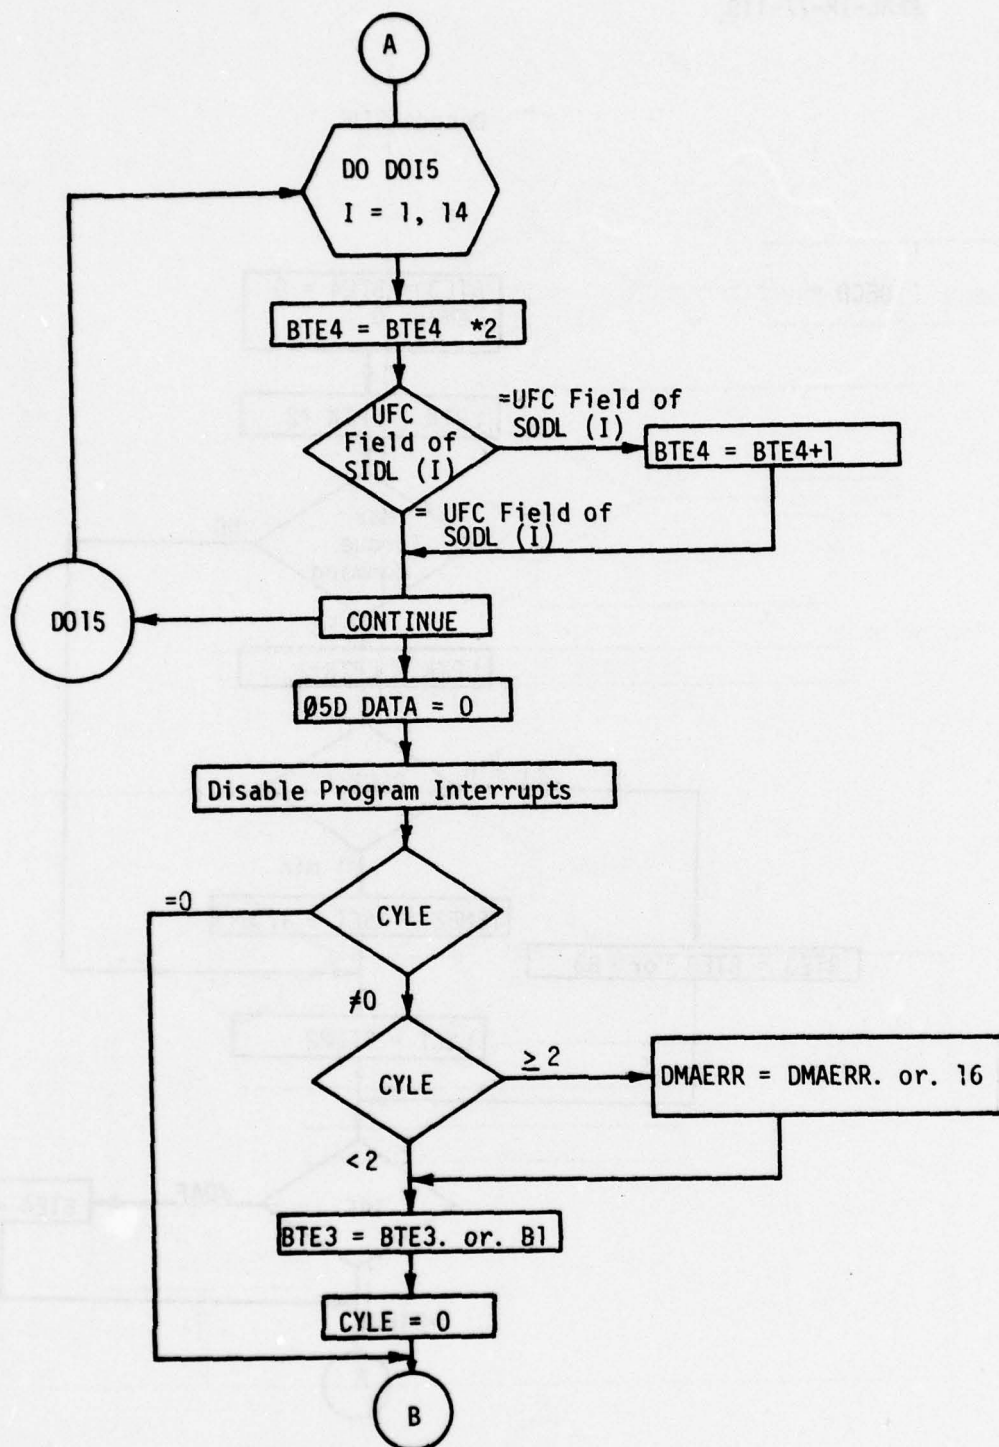 A
DO DOI5
I = 1, 14
BTE4 = BTE4 *2
UFC
Field of
SIDL (I)
=UFC Field of
SODL (I)
BTE4 = BTE4+1
= UFC Field of
SODL (I)
DO15
CONTINUE
Ø5D DATA = 0
Disable Program Interrupts
=0
CYLE
≠0
CYLE
≥ 2
DMAERR = DMAERR. or. 16
<2
BTE3 = BTE3. or. B1
CYLE = 0
B